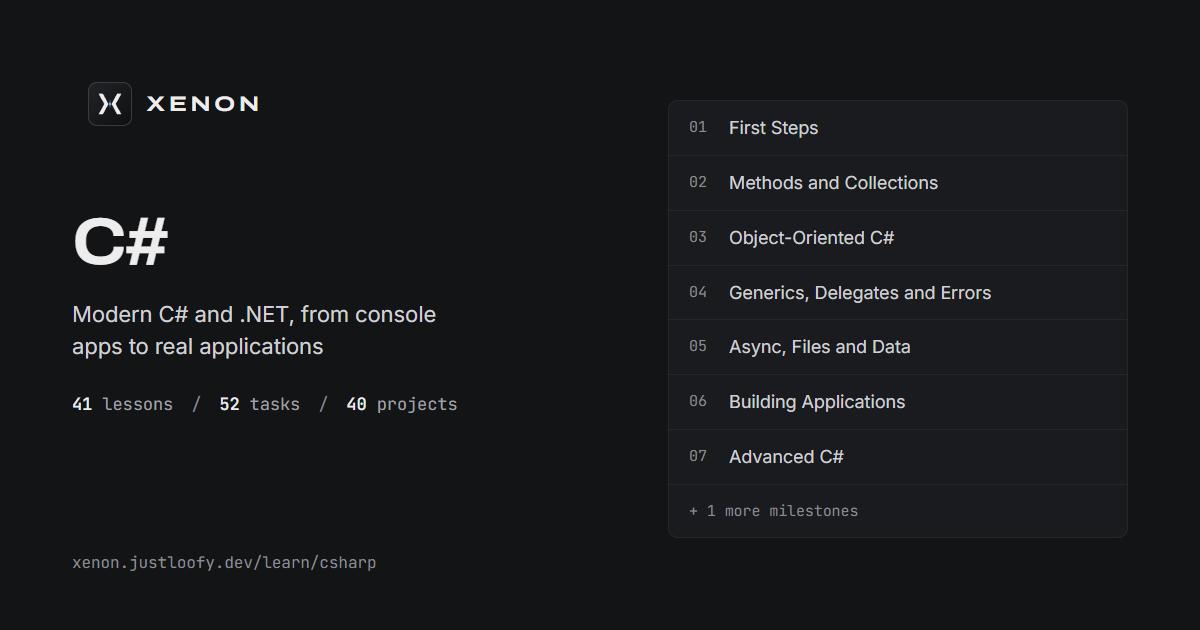 XENON
C#
Modern C# and .NET, from console
apps to real applications
41 lessons / 52 tasks / 40 projects
xenon.justloofy.dev/learn/csharp
01 First Steps
02 Methods and Collections
03 Object-Oriented C#
04 Generics, Delegates and Errors
05 Async, Files and Data
06 Building Applications
07 Advanced C#
+ 1 more milestones